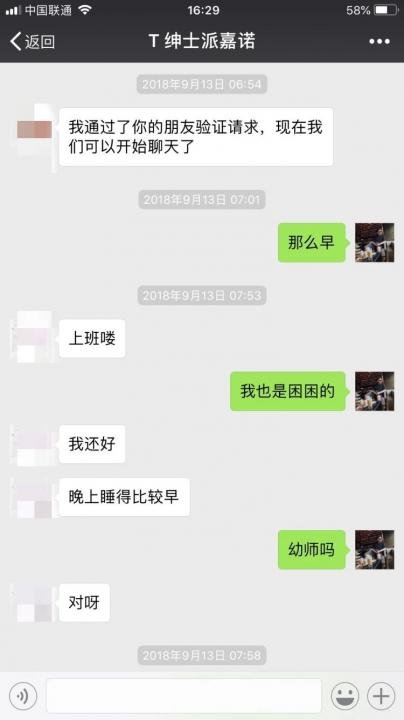 中国联通
16:29
58%
返回
T 绅士派嘉诺
2018年9月13日 06:54
我通过了你的朋友验证请求，现在我
们可以开始聊天了
2018年9月13日 07:01
那么早
2018年9月13日 07:53
上班喽
我也是困困的
我还好
晚上睡得比较早
幼师吗
对呀
2018年9月13日 07:58